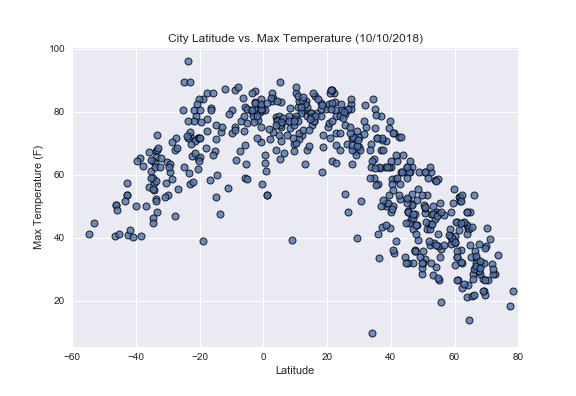 City Latitude vs. Max Temperature (10/10/2018)
100
80
60
40
20
Max Temperature (F)
−60 −40 −20 0 20 40 60 80
Latitude